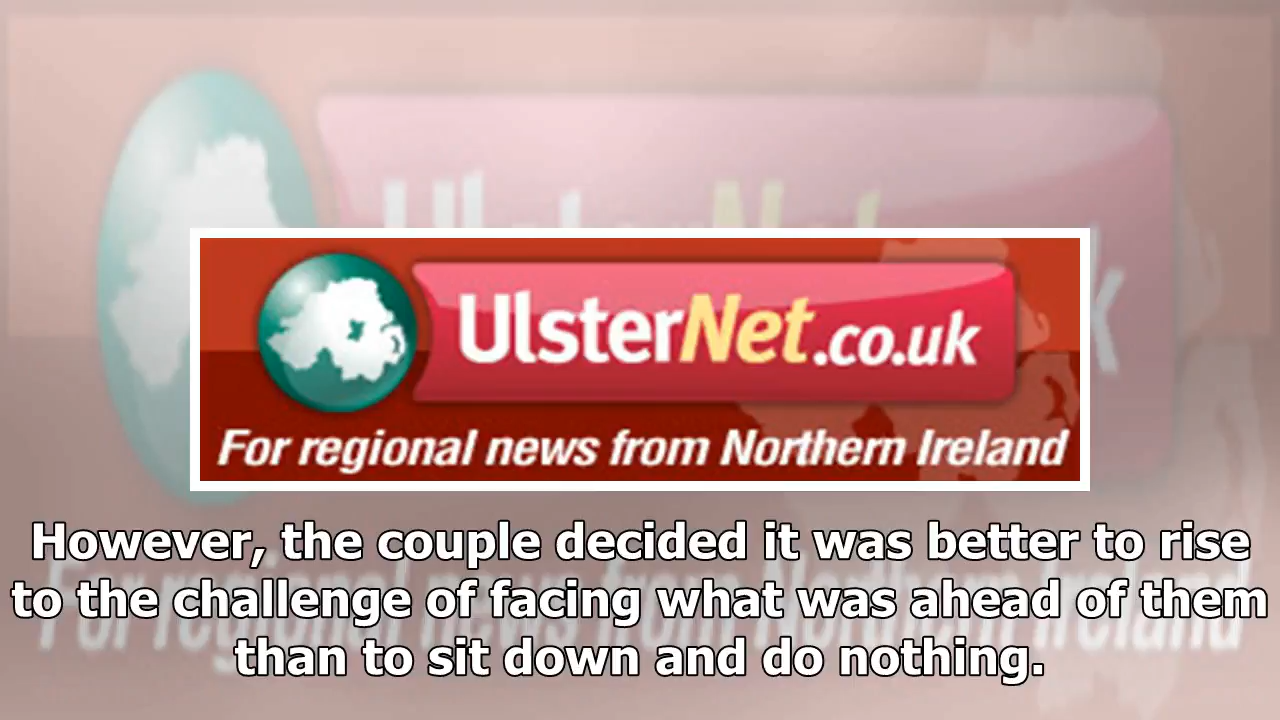 UlsterNet.co.uk
For regional news from Northern Ireland
However, the couple decided it was better to rise
to the challenge of facing what was ahead of them
than to sit down and do nothing.